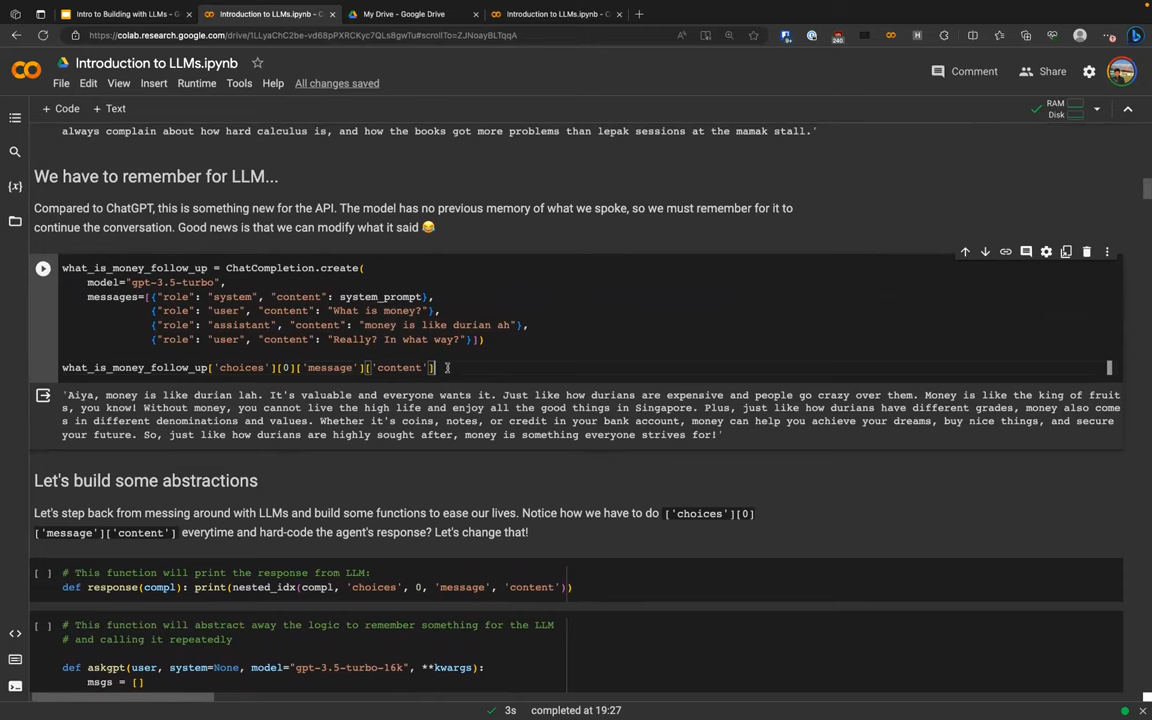 Intro to Building with LLMs - G
Introduction to LLMs.ipynb - C
My Drive - Google Drive
Introduction to LLMs.ipynb - C
https://colab.research.google.com/drive/1LLyaChC2be-vd68pPXRCKyc7QLs8gwTu#scrollTo=ZJNoayBLTqqA
240
Introduction to LLMs.ipynb
File Edit View Insert Runtime Tools Help All changes saved
Comment
Share
+ Code + Text
RAM
Disk
always complain about how hard calculus is, and how the books got more problems than lepak sessions at the mamak stall.'
We have to remember for LLM...
Compared to ChatGPT, this is something new for the API. The model has no previous memory of what we spoke, so we must remember for it to
continue the conversation. Good news is that we can modify what it said 😂
what_is_money_follow_up = ChatCompletion.create(
model="gpt-3.5-turbo",
messages=[{"role": "system", "content": system_prompt},
{"role": "user", "content": "What is money?"},
{"role": "assistant", "content": "money is like durian ah"},
{"role": "user", "content": "Really? In what way?"}])
what_is_money_follow_up['choices'][0]['message']['content']
'Aiya, money is like durian lah. It's valuable and everyone wants it. Just like how durians are expensive and people go crazy over them. Money is like the king of fruit
s, you know! Without money, you cannot live the high life and enjoy all the good things in Singapore. Plus, just like how durians have different grades, money also come
s in different denominations and values. Whether it's coins, notes, or credit in your bank account, money can help you achieve your dreams, buy nice things, and secure
your future. So, just like how durians are highly sought after, money is something everyone strives for!'
Let's build some abstractions
Let's step back from messing around with LLMs and build some functions to ease our lives. Notice how we have to do ['choices'][0]
['message']['content'] everytime and hard-code the agent's response? Let's change that!
[ ] # This function will print the response from LLM:
def response(compl): print(nested_idx(compl, 'choices', 0, 'message', 'content'))
[ ] # This function will abstract away the logic to remember something for the LLM
# and calling it repeatedly
def askgpt(user, system=None, model="gpt-3.5-turbo-16k", **kwargs):
msgs = []
3s completed at 19:27